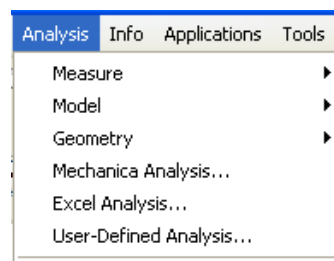 Analysis Info Applications Tools
Measure
Model
Geometry
Mechanica Analysis...
Excel Analysis...
User-Defined Analysis...